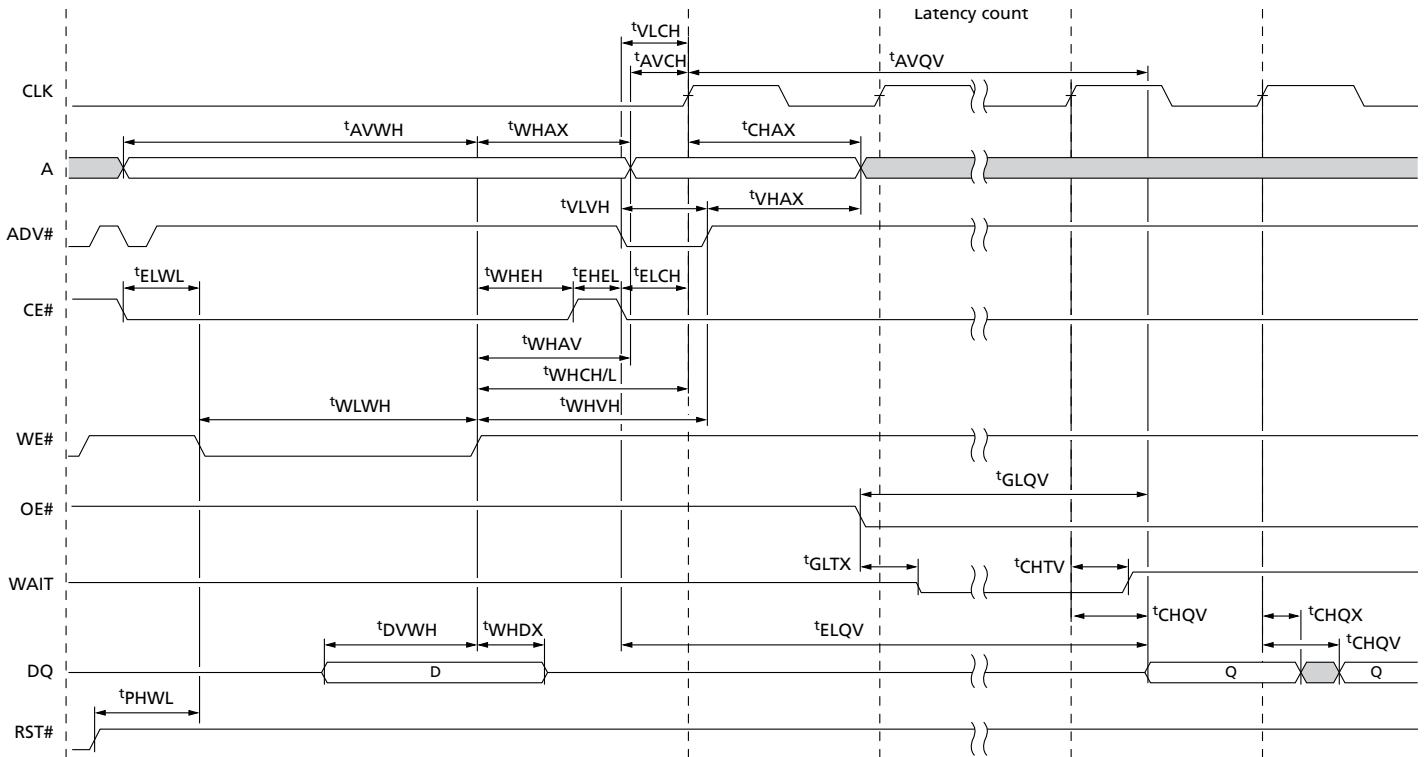 Latency count
tVLCH
tAVCH
tAVQV
CLK
tAVWH
tWHAX
tCHAX
A
tVLVH
tVHAX
ADV#
tELWL
tWHEH
tEHEL
tELCH
CE#
tWHAV
tWHCH/L
tWLWH
tWHVH
WE#
tGLQV
OE#
tGLTX
tCHTV
WAIT
tCHQV
tCHQX
tDVWH
tWHDX
tELQV
tCHQV
DQ
D
Q
Q
tPHWL
RST#